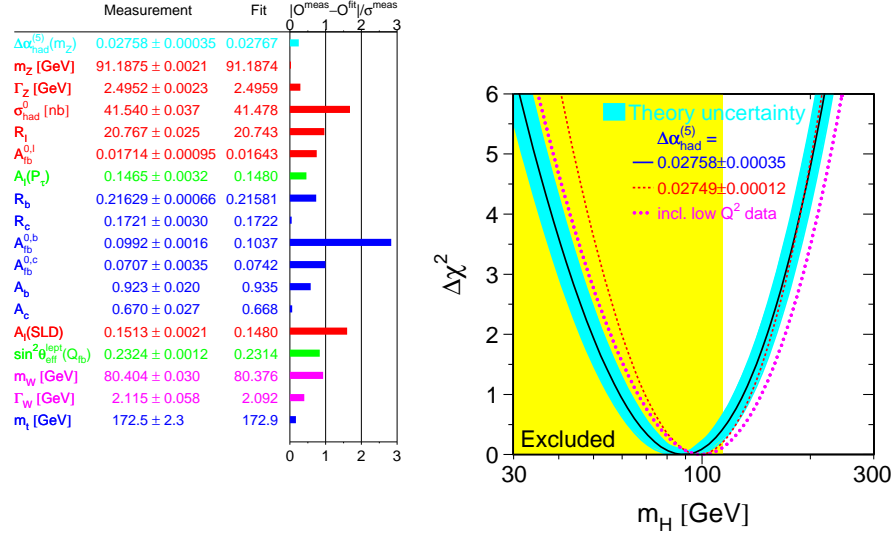 Measurement Fit |O^meas−O^fit|/σ^meas
0 1 2 3
Δα_had^(5)(m_Z) 0.02758 ± 0.00035 0.02767
m_Z [GeV] 91.1875 ± 0.0021 91.1874
Γ_Z [GeV] 2.4952 ± 0.0023 2.4959
σ_had^0 [nb] 41.540 ± 0.037 41.478
R_l 20.767 ± 0.025 20.743
A_fb^0,l 0.01714 ± 0.00095 0.01643
A_l(P_τ) 0.1465 ± 0.0032 0.1480
R_b 0.21629 ± 0.00066 0.21581
R_c 0.1721 ± 0.0030 0.1722
A_fb^0,b 0.0992 ± 0.0016 0.1037
A_fb^0,c 0.0707 ± 0.0035 0.0742
A_b 0.923 ± 0.020 0.935
A_c 0.670 ± 0.027 0.668
A_l(SLD) 0.1513 ± 0.0021 0.1480
sin²θ_eff^lept(Q_fb) 0.2324 ± 0.0012 0.2314
m_W [GeV] 80.404 ± 0.030 80.376
Γ_W [GeV] 2.115 ± 0.058 2.092
m_t [GeV] 172.5 ± 2.3 172.9
0 1 2 3
6
5
4
3
2
1
0
Δχ²
Theory uncertainty
Δα_had^(5) =
0.02758±0.00035
0.02749±0.00012
incl. low Q² data
Excluded
30 100 300
m_H [GeV]